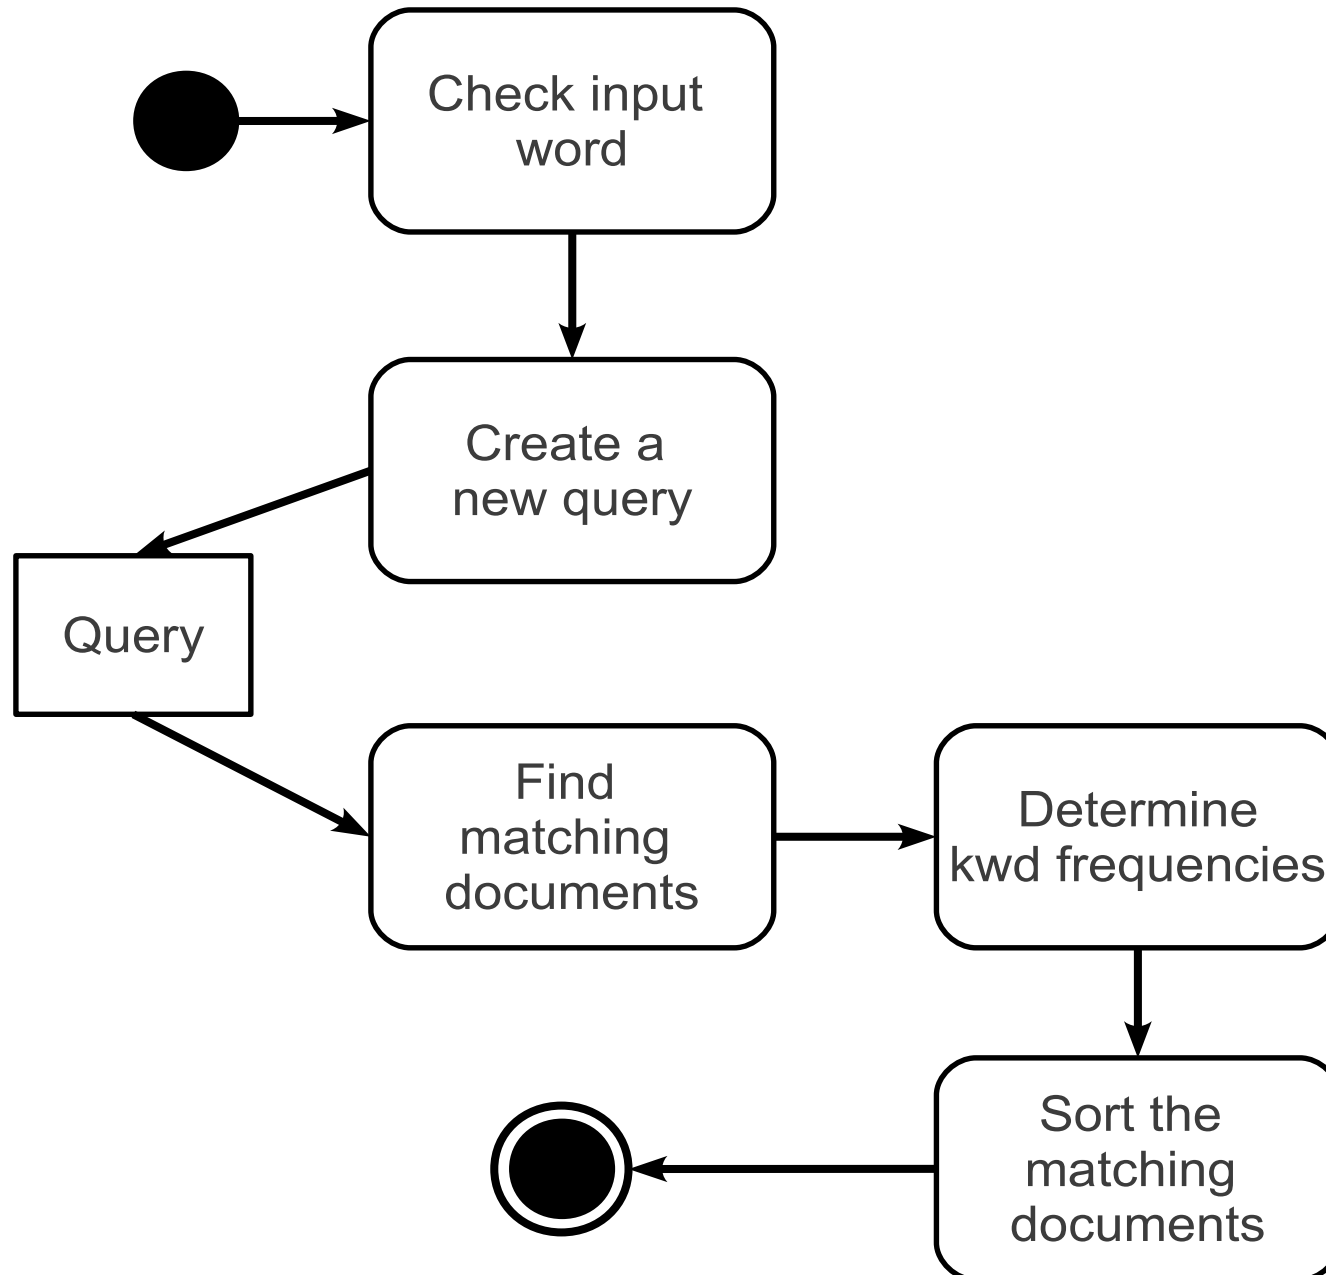 Check input
word
Create a
new query
Query
Find
matching
documents
Determine
kwd frequencies
Sort the
matching
documents